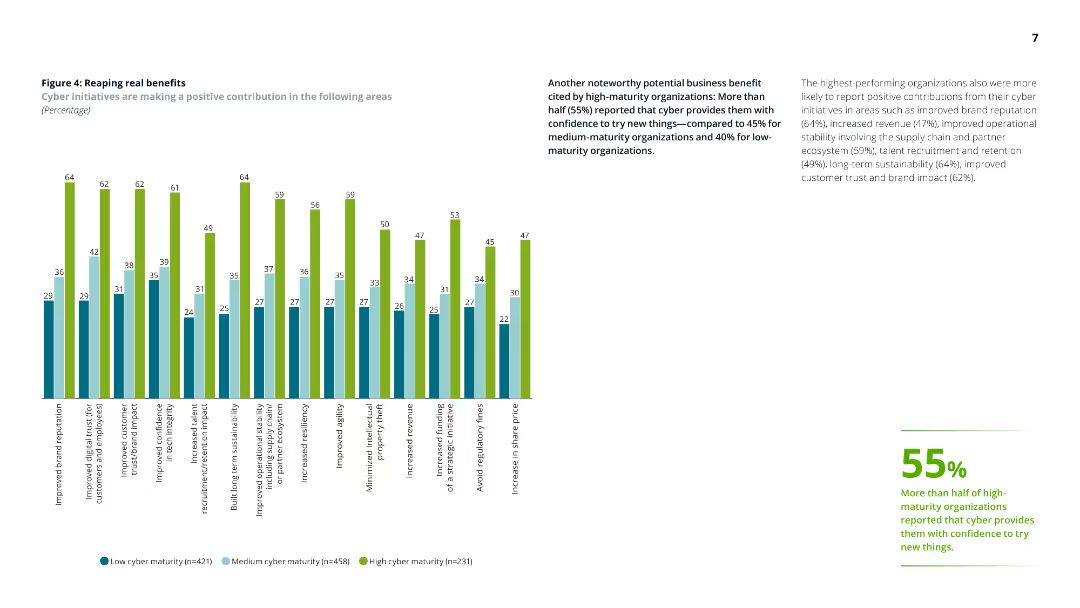 7
Figure 4: Reaping real benefits
Cyber initiatives are making a positive contribution in the following areas
(Percentage)
64
62
62
61
64
59
56
59
50
47
53
45
47
49
36
42
38
39
31
35
37
36
35
33
34
31
34
30
29
29
31
35
24
25
27
27
27
27
26
25
27
22
Improved brand reputation
Improved digital trust (for
customers and employees)
Improved customer
trust/brand impact
Improved confidence
in tech integrity
Increased talent
recruitment/recention impact
Built long term sustainability
Improved operational stability
including supply chain/
or partner ecosystem
Increased resiliency
Improved agility
Minimized Intellectual
property theft
Increased revenue
Increased funding
of a strategic initiative
Avoid regulatory fines
Increase in share price
Low cyber maturity (n=421)
Medium cyber maturity (n=458)
High cyber maturity (n=231)
Another noteworthy potential business benefit
cited by high-maturity organizations: More than
half (55%) reported that cyber provides them with
confidence to try new things—compared to 45% for
medium-maturity organizations and 40% for low-
maturity organizations.
The highest-performing organizations also were more
likely to report positive contributions from their cyber
initiatives in areas such as improved brand reputation
(64%), increased revenue (47%), improved operational
stability involving the supply chain and partner
ecosystem (59%), talent recruitment and retention
(49%), long-term sustainability (64%), improved
customer trust and brand impact (62%).
55%
More than half of high-
maturity organizations
reported that cyber provides
them with confidence to try
new things.